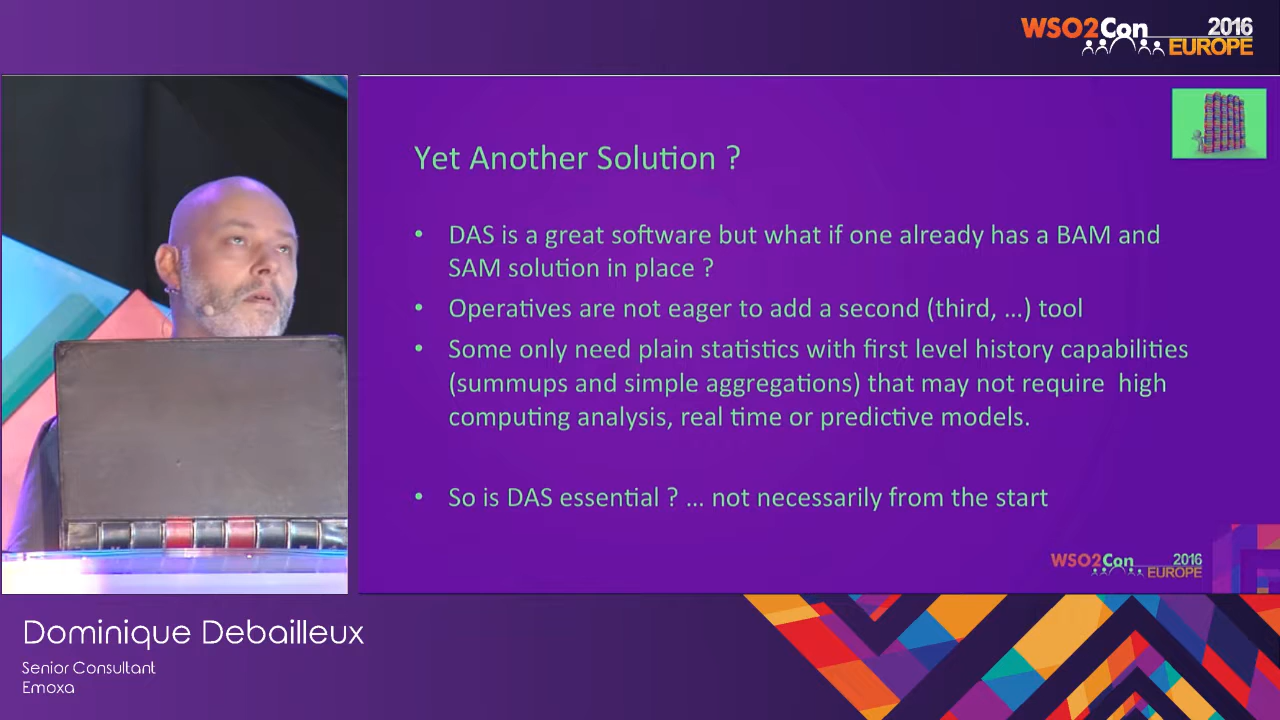 WSO2Con 2016
EUROPE
Yet Another Solution ?
• DAS is a great software but what if one already has a BAM and
SAM solution in place ?
• Operatives are not eager to add a second (third, ...) tool
• Some only need plain statistics with first level history capabilities
(summups and simple aggregations) that may not require high
computing analysis, real time or predictive models.
• So is DAS essential ? ... not necessarily from the start
WSO2Con 2016
EUROPE
Dominique Debailleux
Senior Consultant
Emoxa